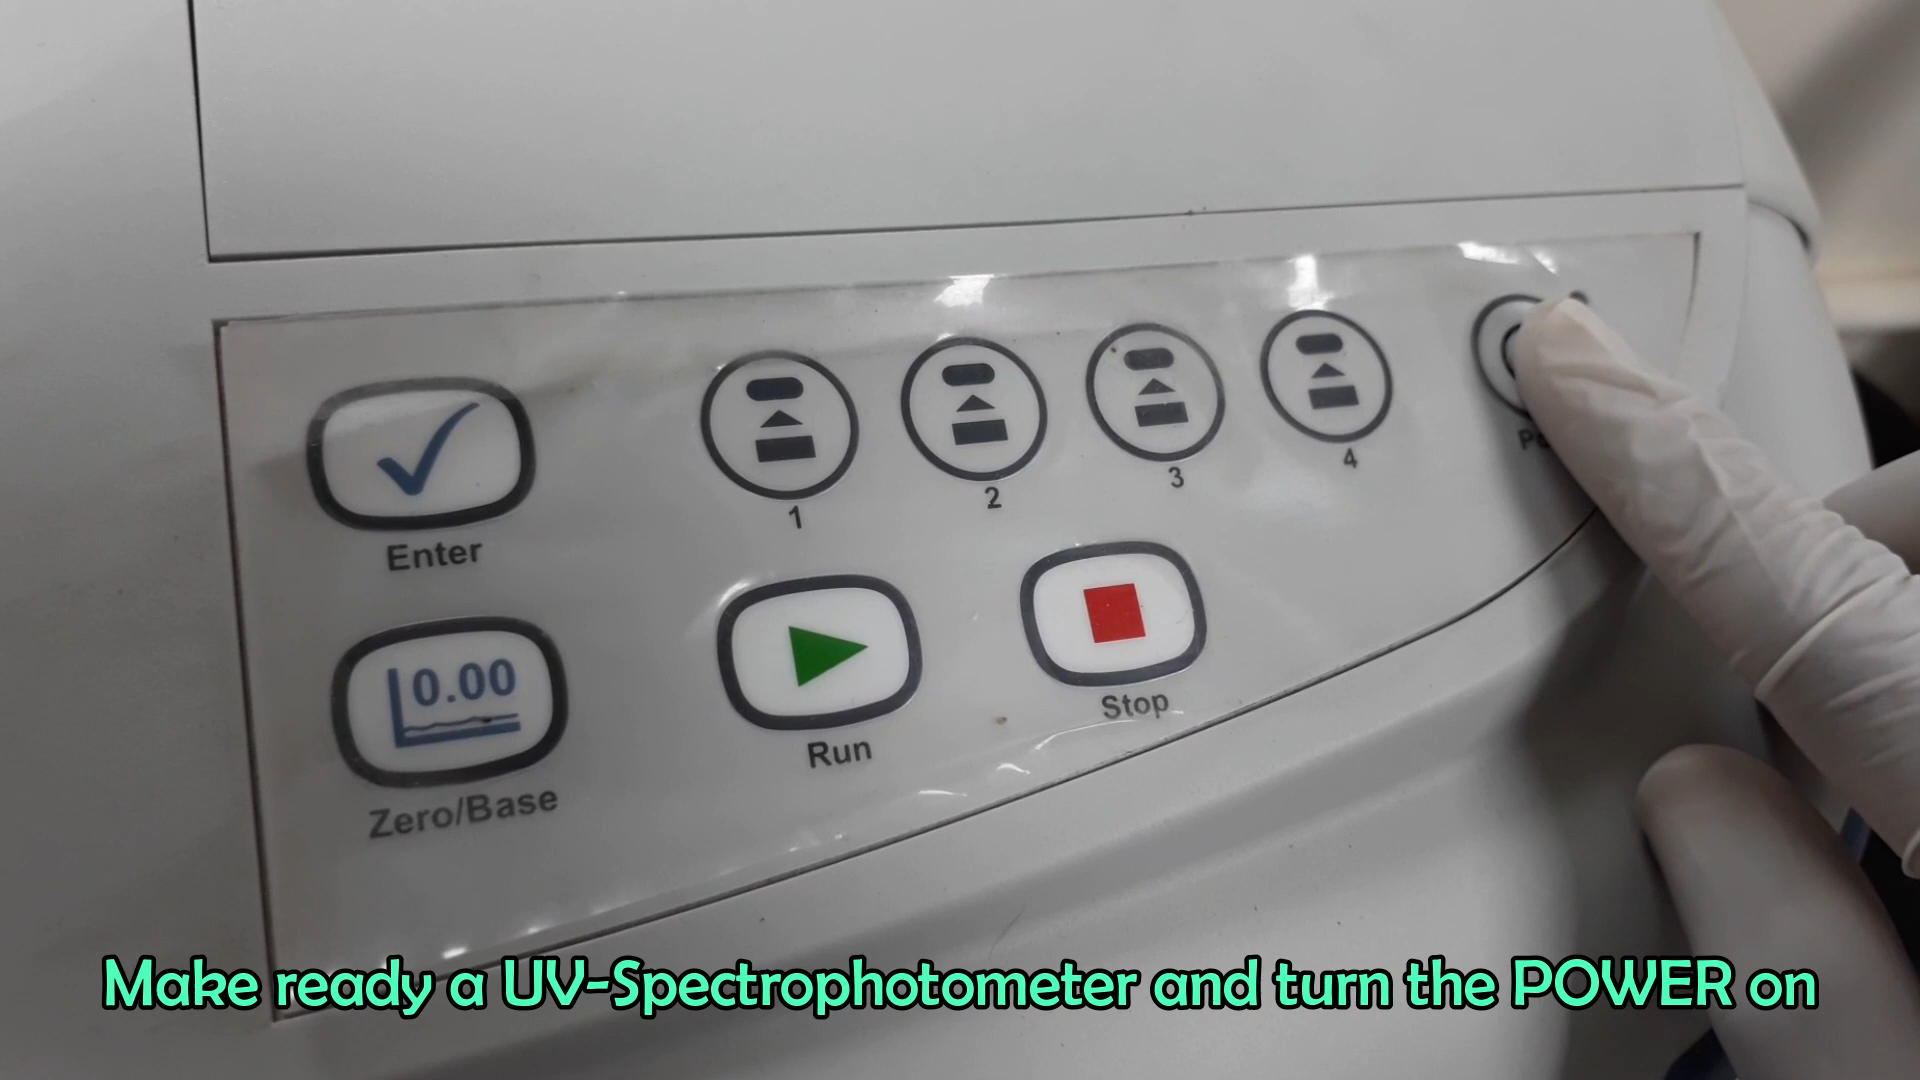 1
2
3
4
Enter
Run
Stop
0.00
Zero/Base
Make ready a UV-Spectrophotometer and turn the POWER on